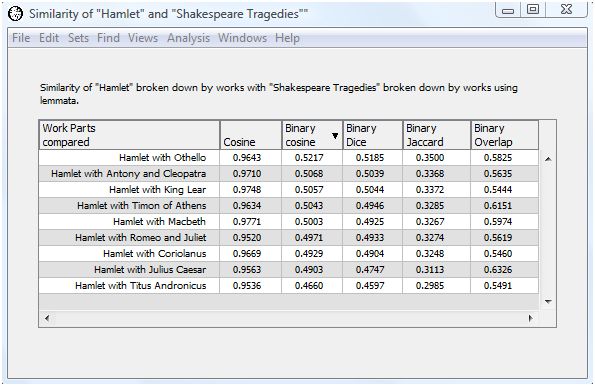 Similarity of "Hamlet" and "Shakespeare Tragedies""
File Edit Sets Find Views Analysis Windows Help
Similarity of "Hamlet" broken down by works with "Shakespeare Tragedies" broken down by works using
lemmata.
Work Parts compared Cosine Binary cosine Binary Dice Binary Jaccard Binary Overlap
Hamlet with Othello 0.9643 0.5217 0.5185 0.3500 0.5825
Hamlet with Antony and Cleopatra 0.9710 0.5068 0.5039 0.3368 0.5635
Hamlet with King Lear 0.9748 0.5057 0.5044 0.3372 0.5444
Hamlet with Timon of Athens 0.9634 0.5043 0.4946 0.3285 0.6151
Hamlet with Macbeth 0.9771 0.5003 0.4925 0.3267 0.5974
Hamlet with Romeo and Juliet 0.9520 0.4971 0.4933 0.3274 0.5619
Hamlet with Coriolanus 0.9669 0.4929 0.4904 0.3248 0.5460
Hamlet with Julius Caesar 0.9563 0.4903 0.4747 0.3113 0.6326
Hamlet with Titus Andronicus 0.9536 0.4660 0.4597 0.2985 0.5491